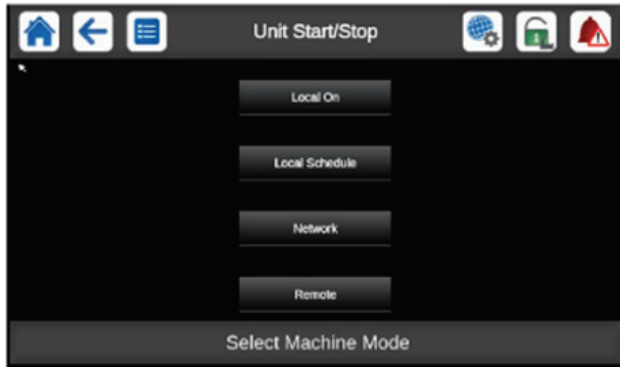 Unit Start/Stop
Local On
Local Schedule
Network
Remote
Select Machine Mode